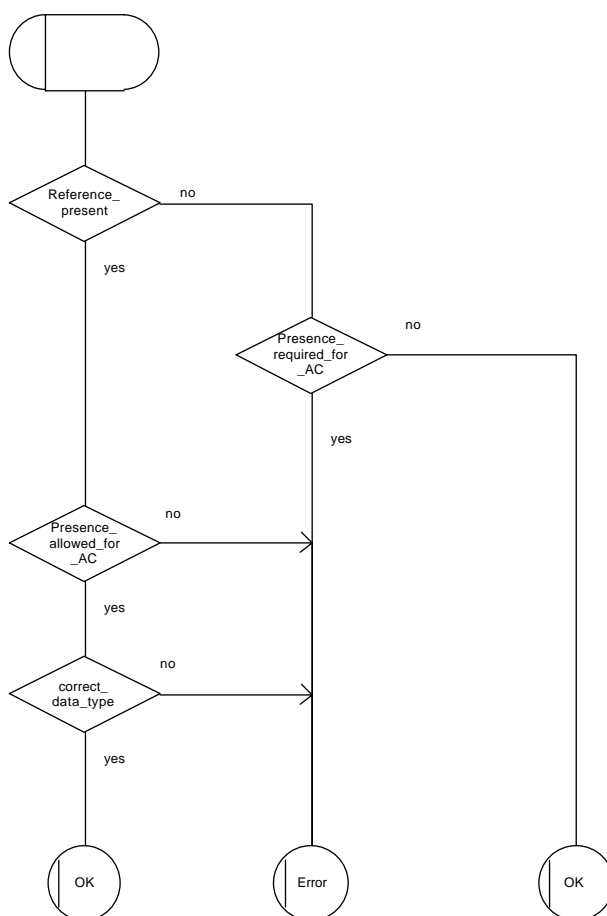 Reference_
present
no
yes
Presence_
required_for
_AC
no
yes
Presence_
allowed_for
_AC
no
yes
correct_
data_type
no
yes
OK
Error
OK